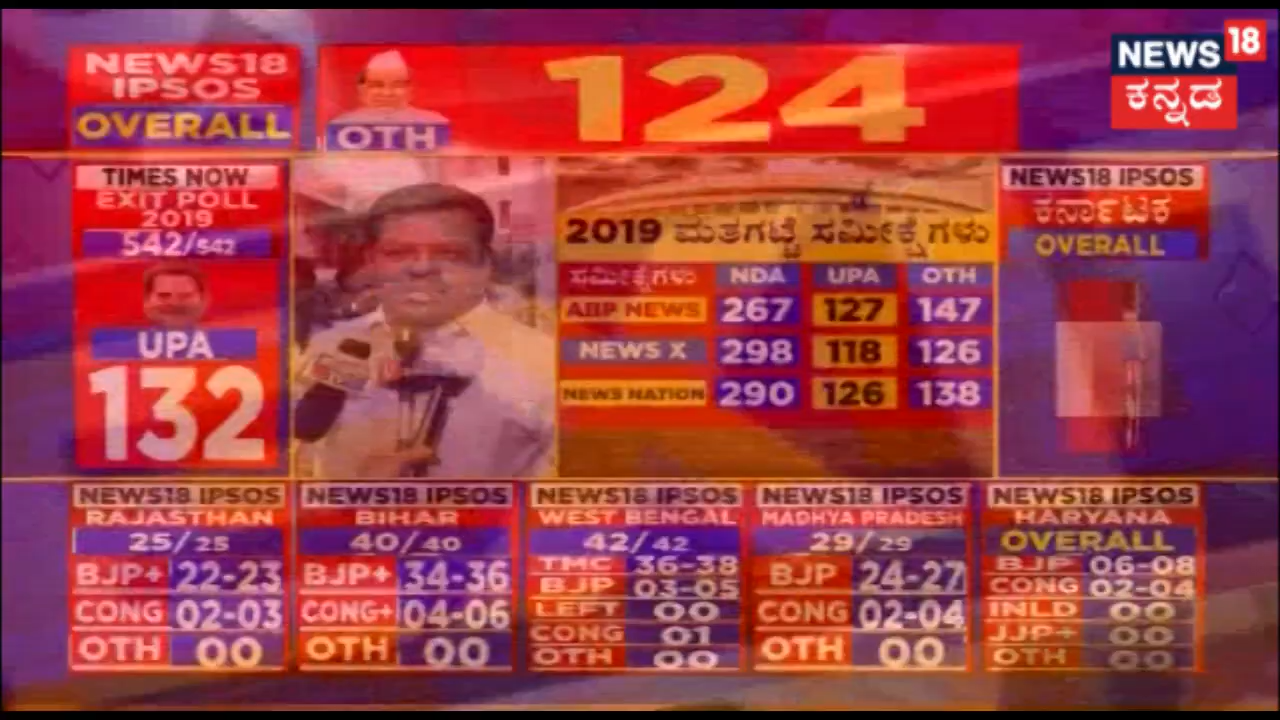 NEWS18
IPSOS
OVERALL
OTH
124
NEWS 18
ಕನ್ನಡ
TIMES NOW
EXIT POLL
2019
542/542
UPA
132
2019 ಮತಗಟ್ಟೆ ಸಮೀಕ್ಷೆಗಳು
ಸಮೀಕ್ಷೆಗಳು NDA UPA OTH
ABP NEWS 267 127 147
NEWS X 298 118 126
NEWS NATION 290 126 138
NEWS18 IPSOS
ಕರ್ನಾಟಕ
OVERALL
NEWS18 IPSOS
RAJASTHAN
25/25
BJP+ 22-23
CONG 02-03
OTH 00
NEWS18 IPSOS
BIHAR
40/40
BJP+ 34-36
CONG+ 04-06
OTH 00
NEWS18 IPSOS
WEST BENGAL
42/42
TMC 36-38
BJP 03-05
LEFT 00
CONG 01
OTH 00
NEWS18 IPSOS
MADHYA PRADESH
29/29
BJP 24-27
CONG 02-04
OTH 00
NEWS18 IPSOS
HARYANA
OVERALL
BJP 06-08
CONG 02-04
INLD 00
JJP+ 00
OTH 00